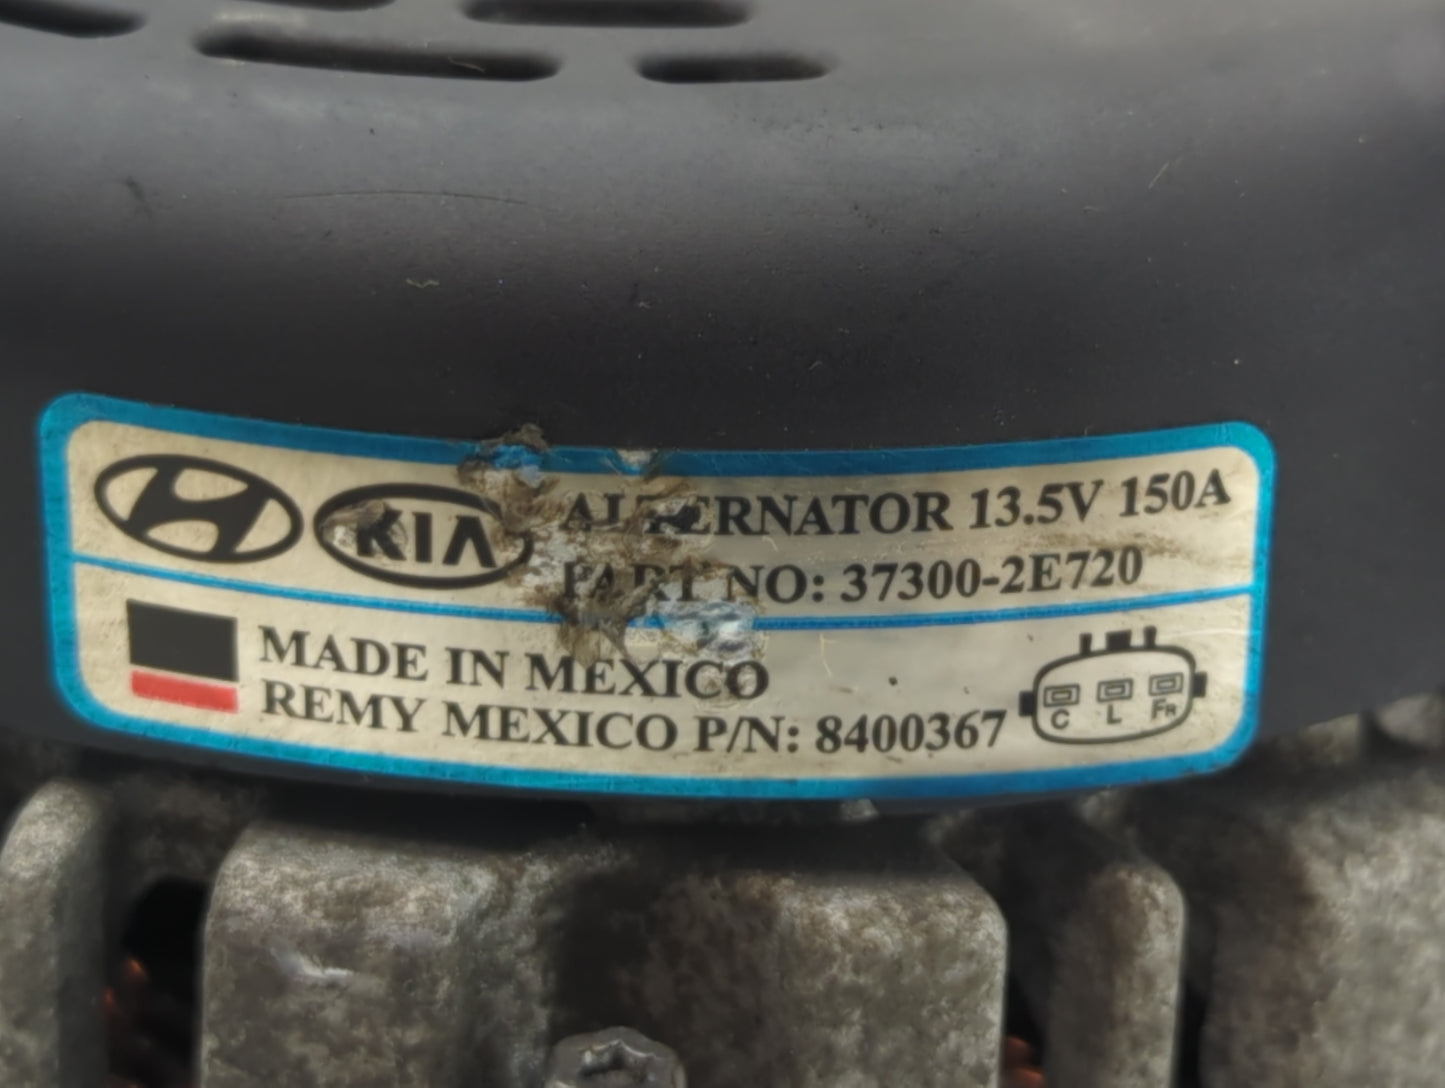 KIA ALTERNATOR 13.5V 150A
PART NO: 37300-2E720
MADE IN MEXICO
REMY MEXICO P/N: 8400367
C L FR